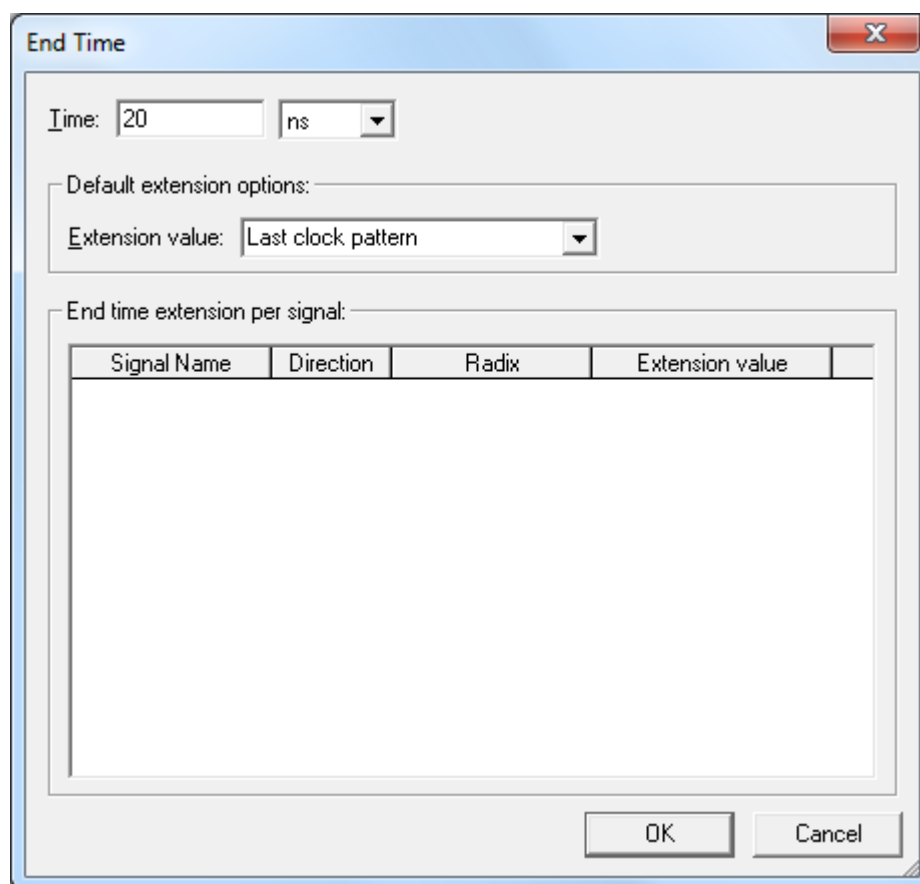 End Time
Time: 20 ns
Default extension options:
Extension value: Last clock pattern
End time extension per signal:
Signal Name Direction Radix Extension value
OK Cancel